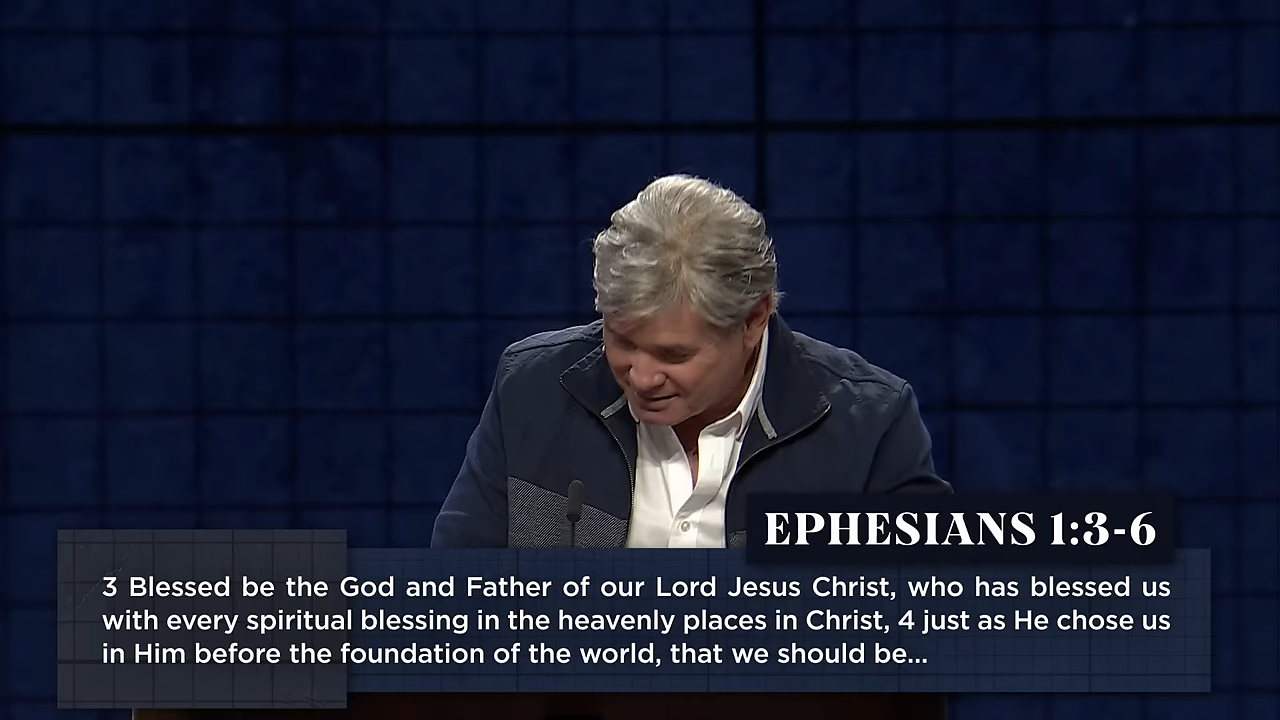 EPHESIANS 1:3-6
3 Blessed be the God and Father of our Lord Jesus Christ, who has blessed us
with every spiritual blessing in the heavenly places in Christ, 4 just as He chose us
in Him before the foundation of the world, that we should be...